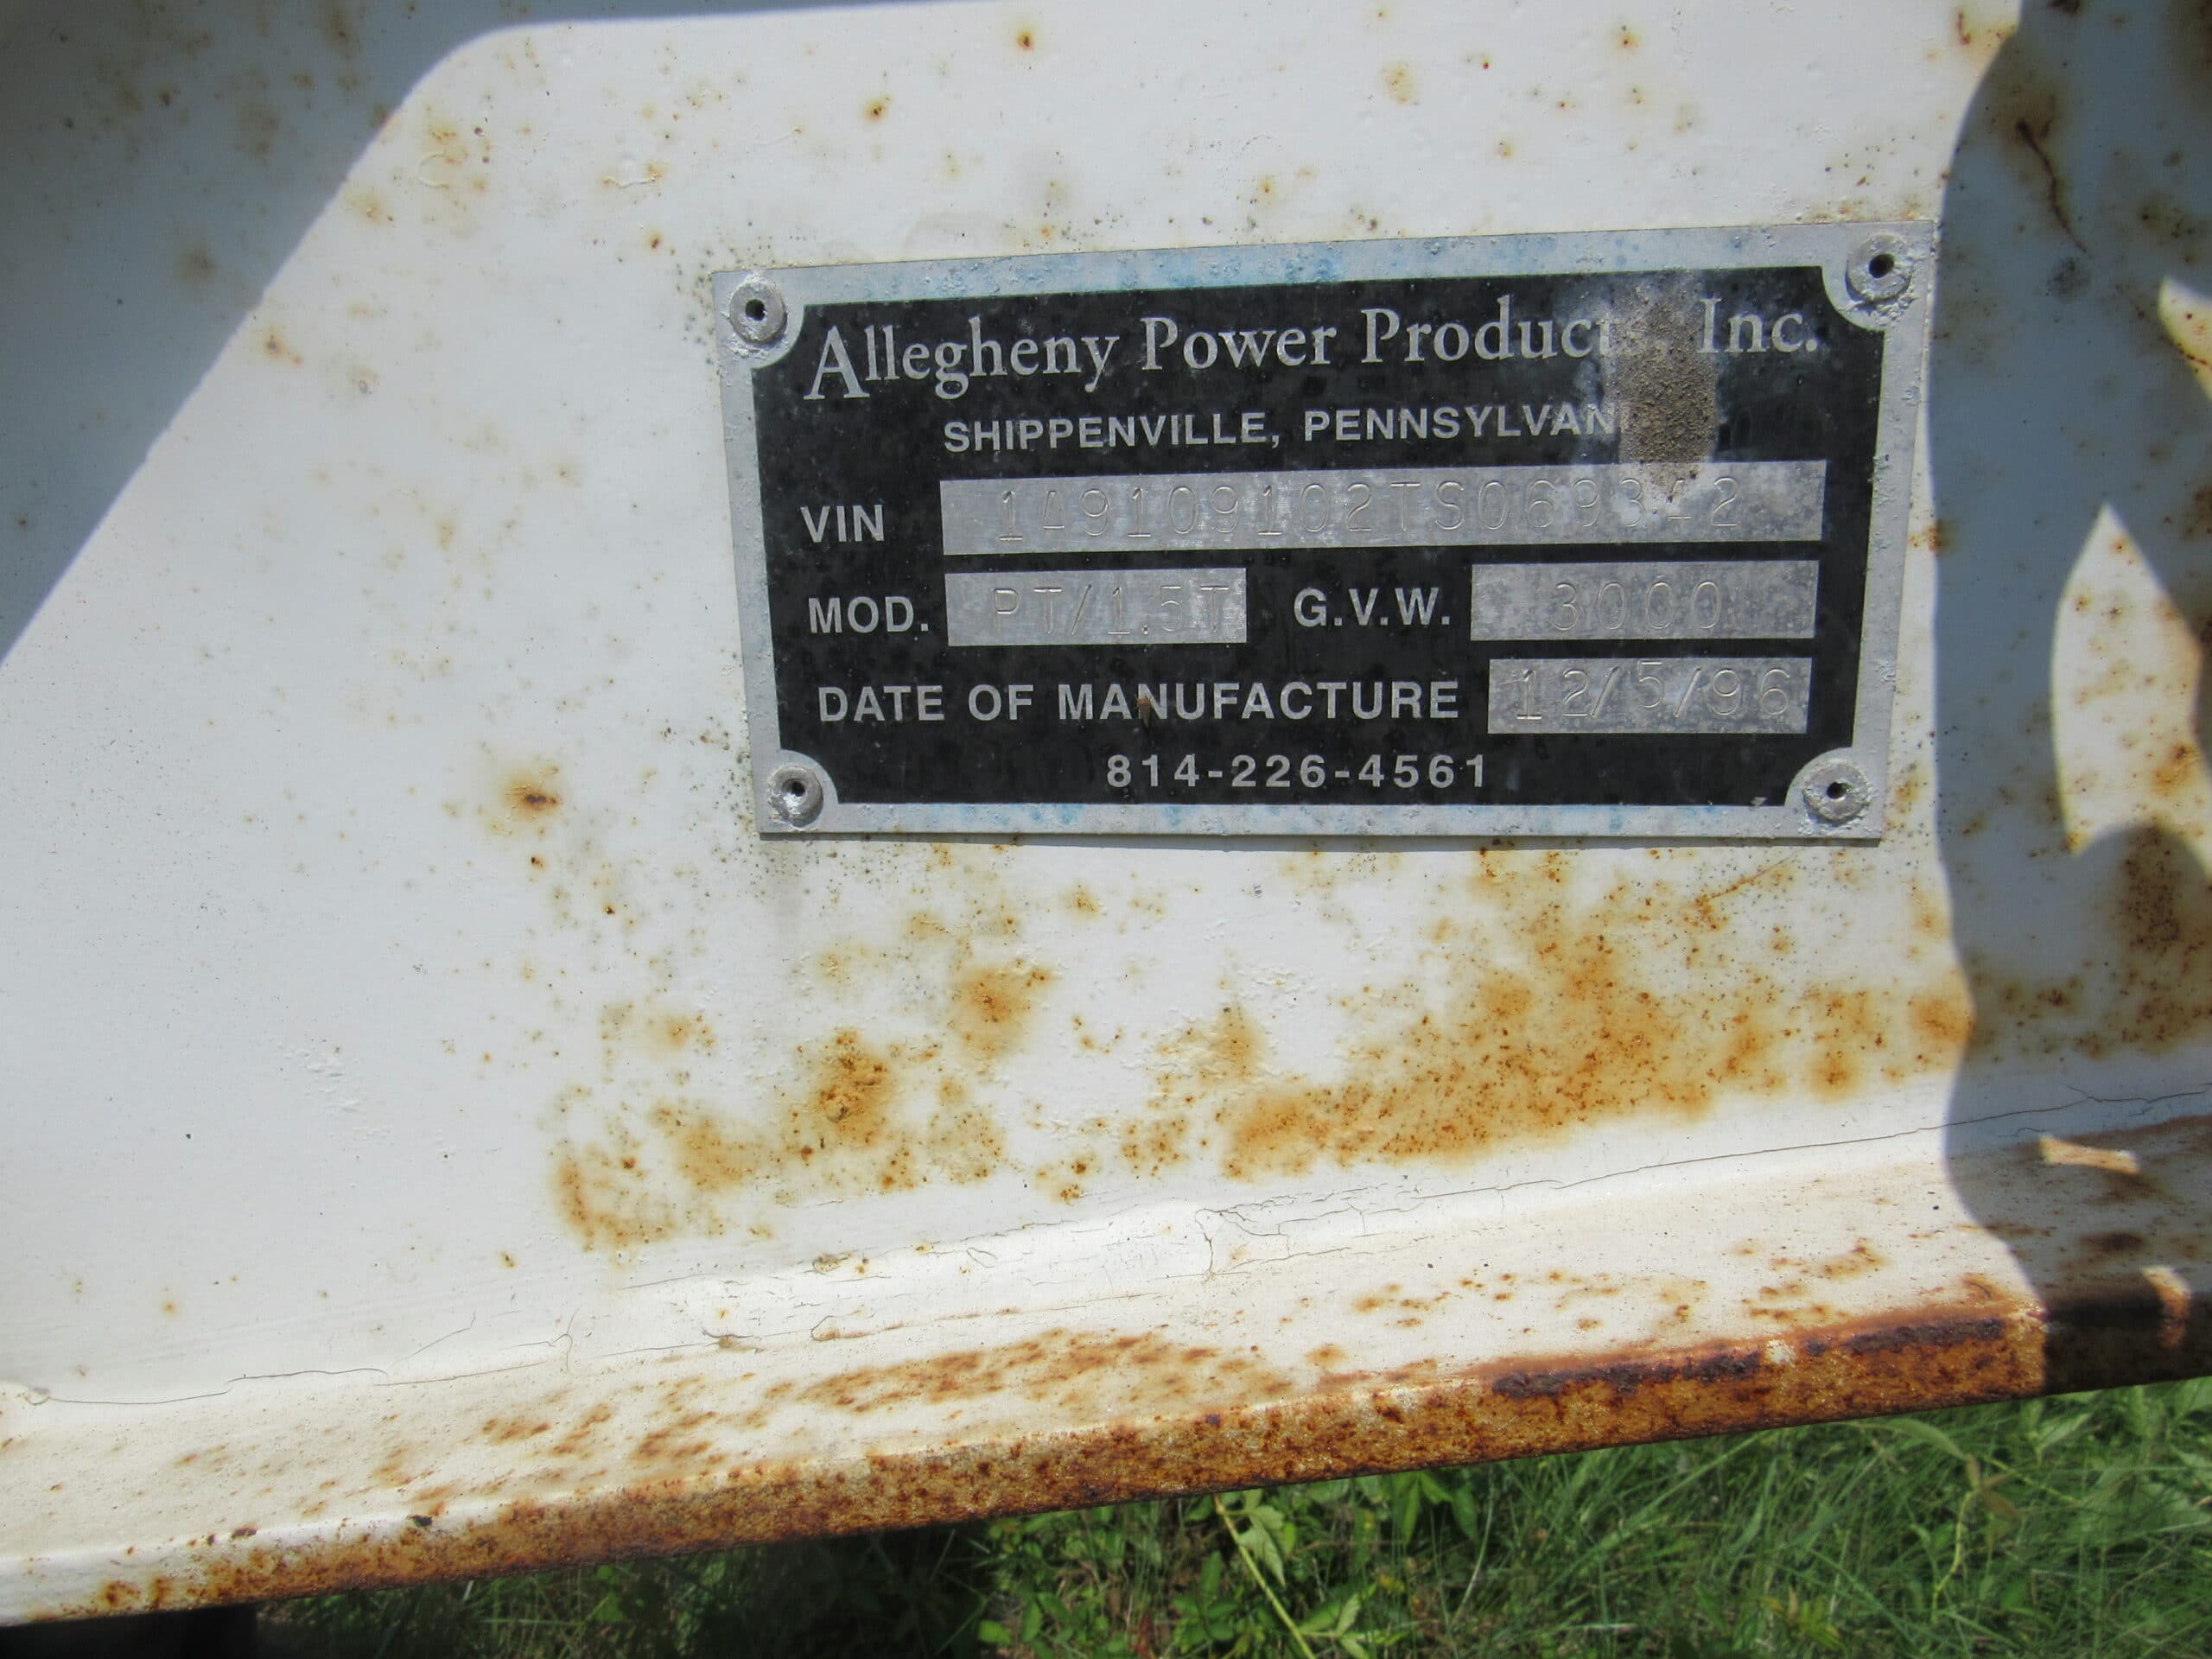 Allegheny Power Products, Inc.
SHIPPENVILLE, PENNSYLVAN
VIN
MOD. PT/1.5T G.V.W. 3000
DATE OF MANUFACTURE 12/5/96
814-226-4561